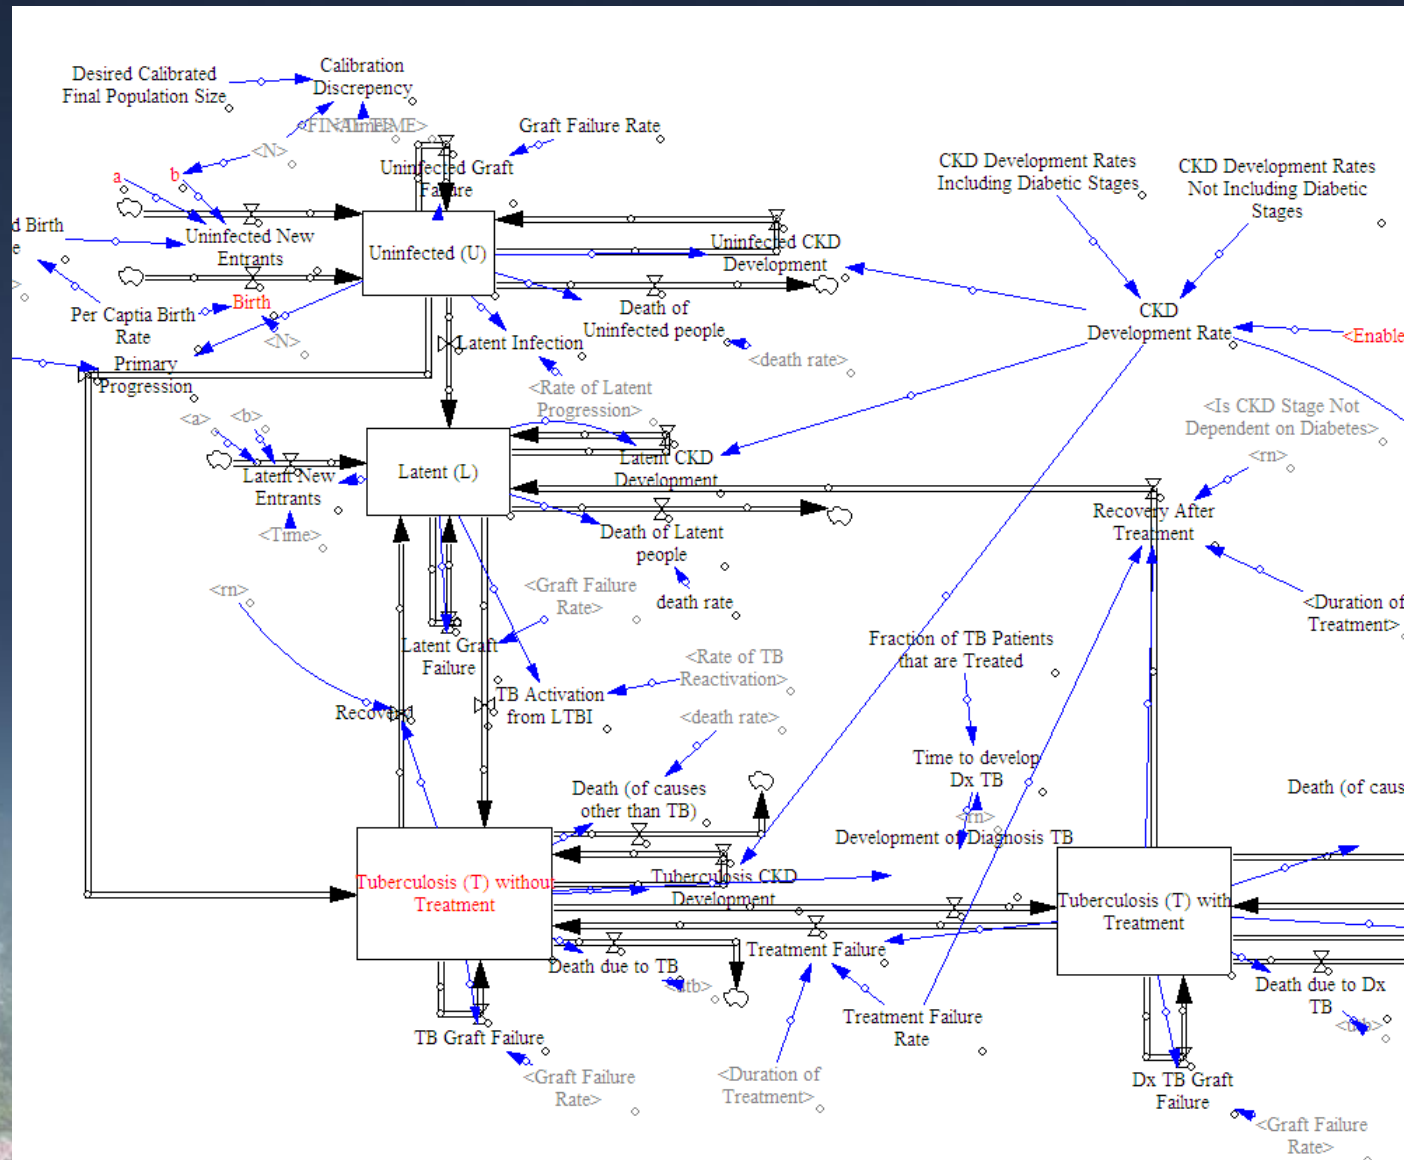 Desired Calibrated
Final Population Size
Calibration
Discrepency
<N>
Graft Failure Rate
Uninfected Graft
Failure
a
b
CKD Development Rates
Including Diabetic Stages
CKD Development Rates
Not Including Diabetic
Stages
d Birth
Uninfected New
Entrants
Uninfected (U)
Uninfected CKD
Development
Per Captia Birth
Rate
Birth
<N>
Death of
Uninfected people
<death rate>
CKD
Development Rate
<Enable
Primary
Progression
Latent Infection
<Rate of Latent
Progression>
<a>
<b>
<Is CKD Stage Not
Dependent on Diabetes>
<rn>
Latent New
Entrants
Latent (L)
Latent CKD
Development
<Time>
Death of Latent
people
death rate
Recovery After
Treatment
<rn>
<Graft Failure
Rate>
<Duration of
Treatment>
Latent Graft
Failure
Fraction of TB Patients
that are Treated
<Rate of TB
Reactivation>
TB Activation
from LTBI
Recovered
<death rate>
Time to develop
Dx TB
<rn>
Death (of causes
other than TB)
Death (of caus
Development of Diagnosis TB
Tuberculosis (T) without
Treatment
Tuberculosis CKD
Development
Tuberculosis (T) with
Treatment
Treatment Failure
Death due to TB
Death due to Dx
TB
TB Graft Failure
Treatment Failure
Rate
<Graft Failure
Rate>
<Duration of
Treatment>
Dx TB Graft
Failure
<Graft Failure
Rate>